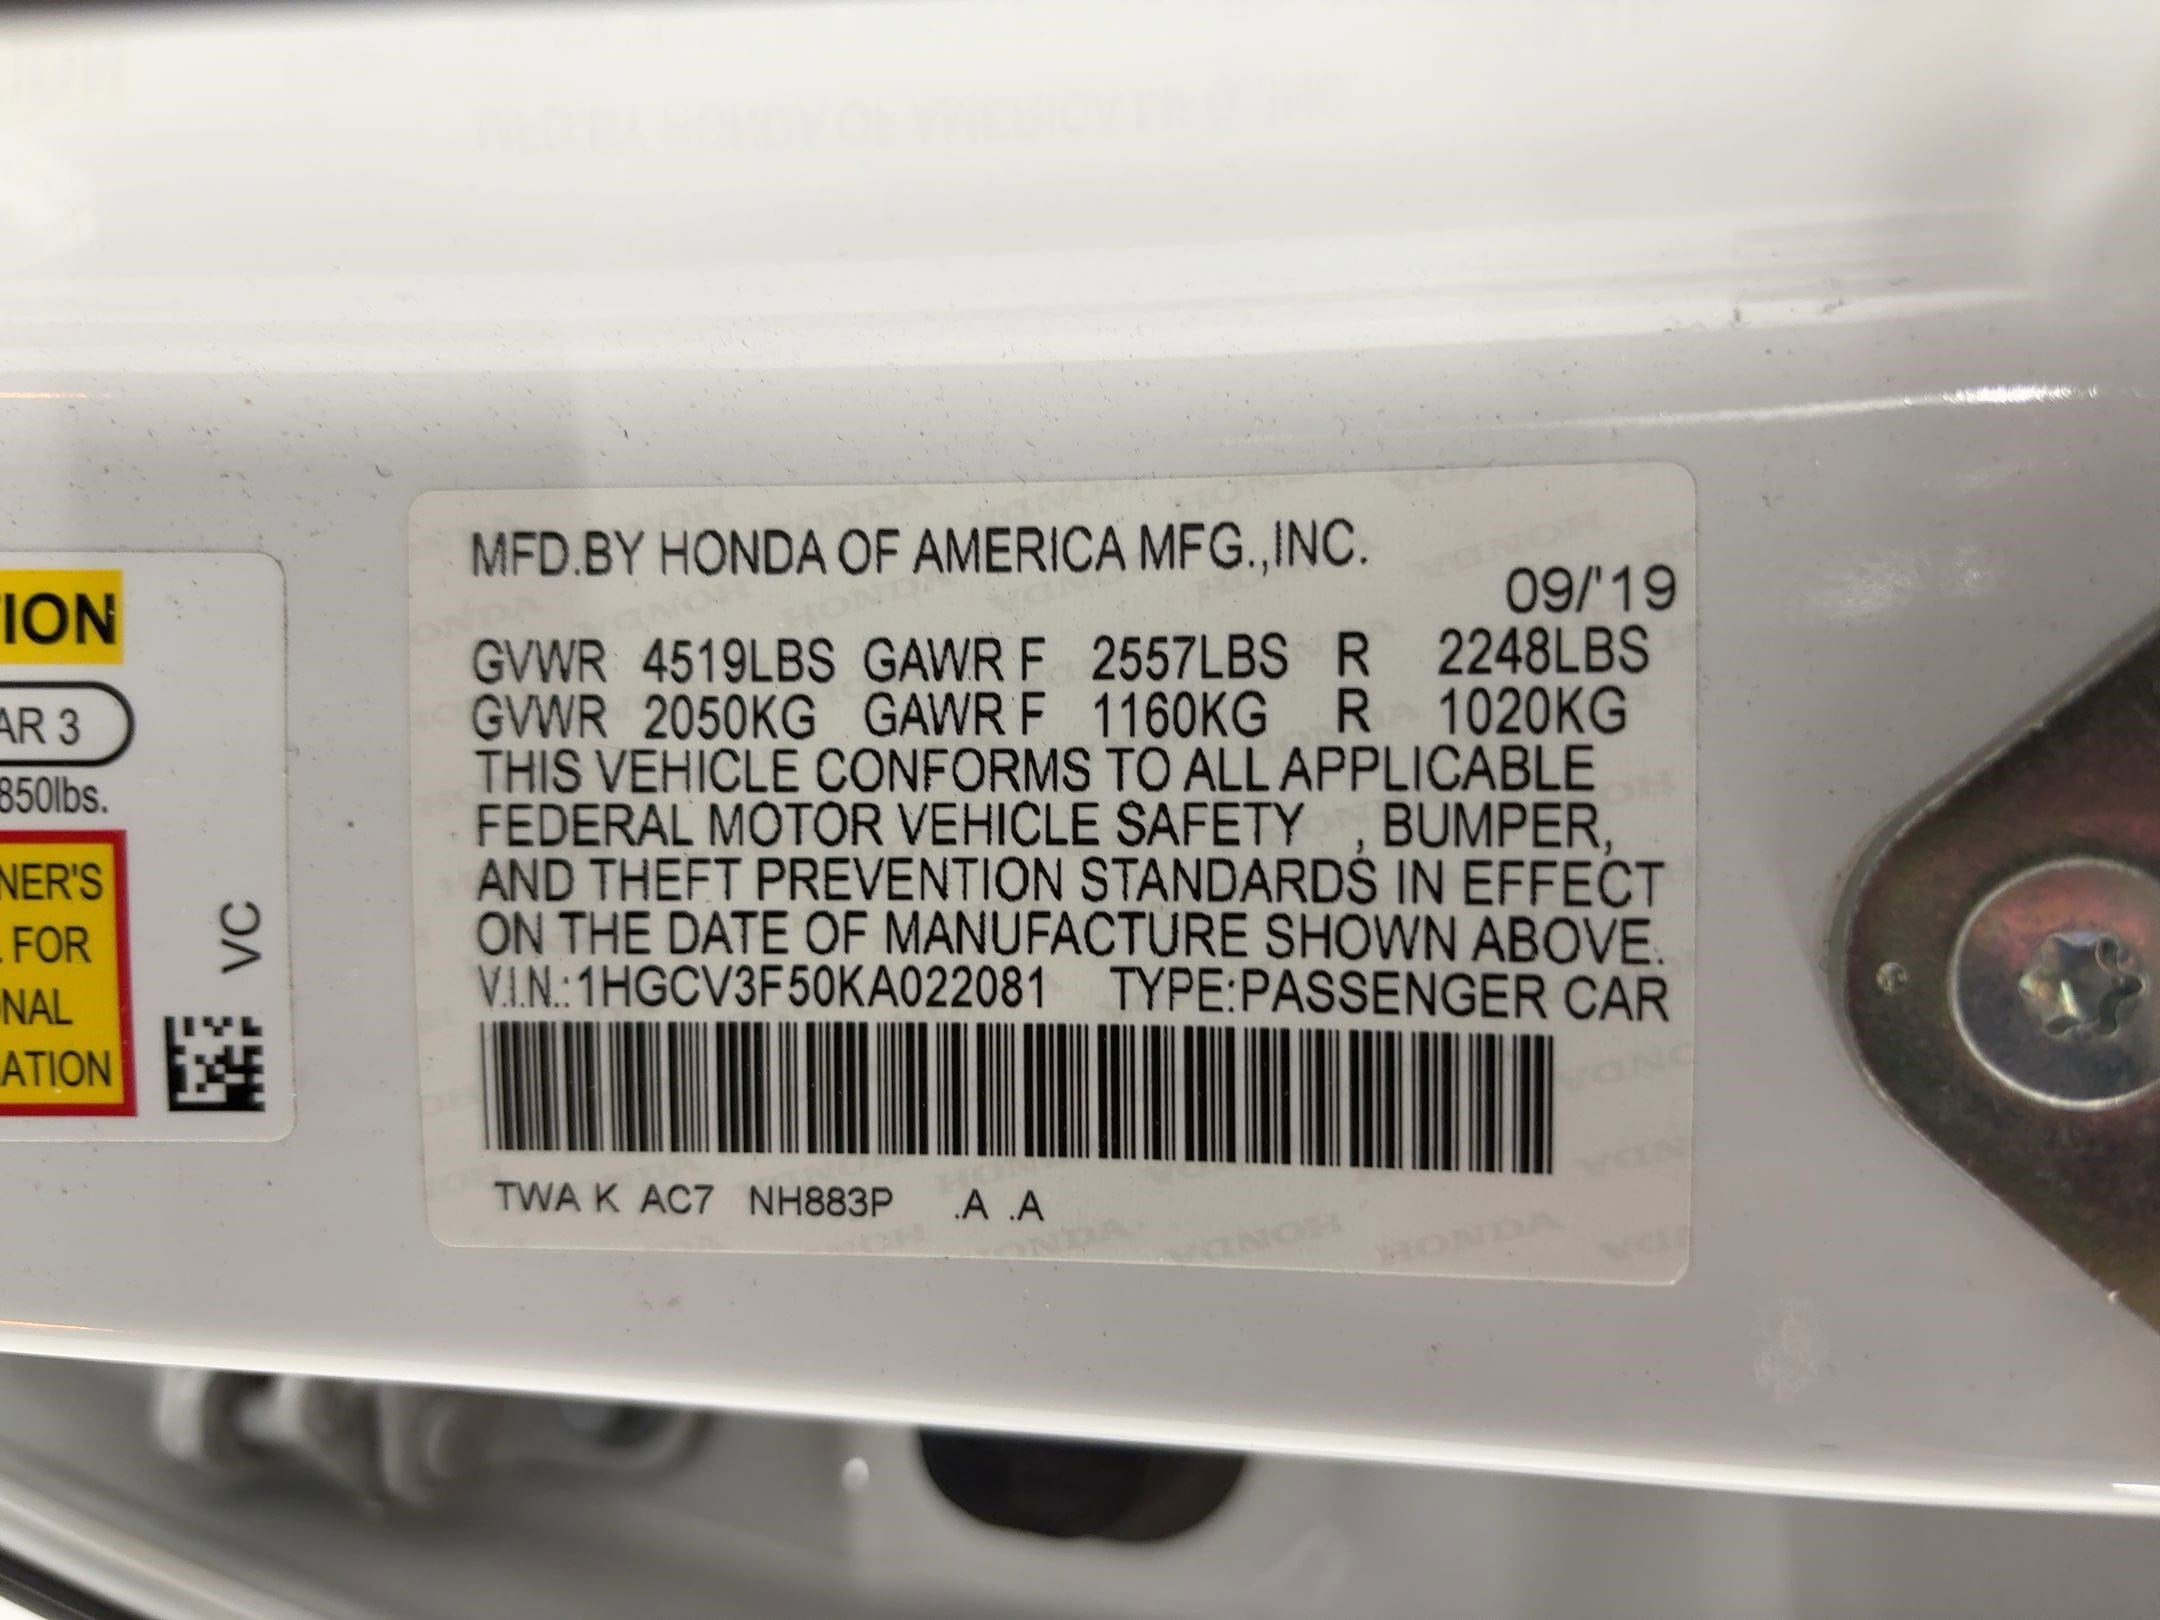 MFD.BY HONDA OF AMERICA MFG.,INC.
09/'19
GVWR 4519LBS GAWR F 2557LBS R 2248LBS
GVWR 2050KG GAWR F 1160KG R 1020KG
THIS VEHICLE CONFORMS TO ALL APPLICABLE
FEDERAL MOTOR VEHICLE SAFETY , BUMPER,
AND THEFT PREVENTION STANDARDS IN EFFECT
ON THE DATE OF MANUFACTURE SHOWN ABOVE.
V.I.N.:1HGCV3F50KA022081 TYPE:PASSENGER CAR
TWA K AC7 NH883P .A .A
TION
AR 3
850lbs.
NER'S
FOR
NAL
ATION
VC